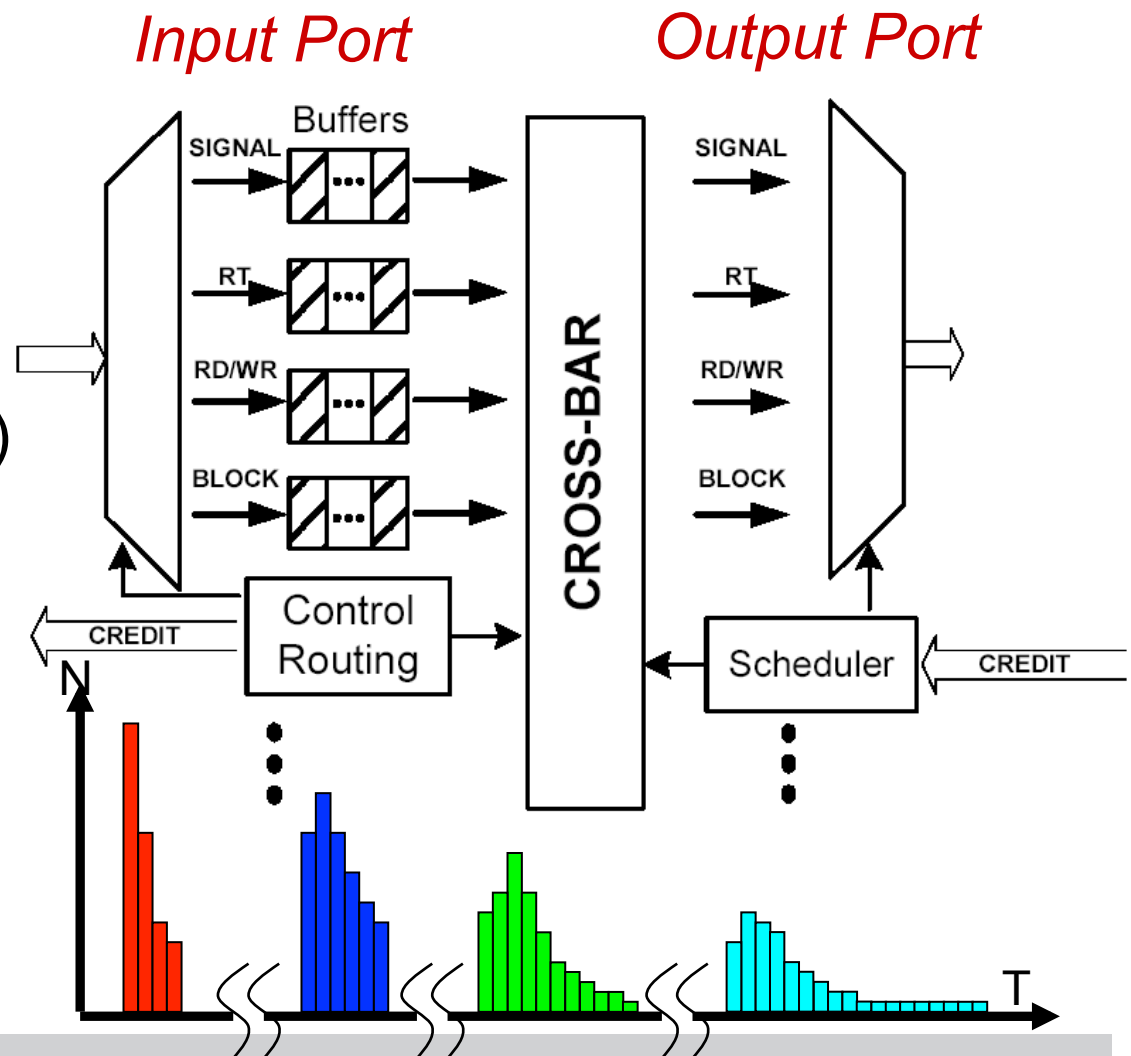 Input Port
Output Port
Buffers
SIGNAL
SIGNAL
RT
RT
RD/WR
RD/WR
BLOCK
BLOCK
CROSS-BAR
Control
Routing
CREDIT
Scheduler
CREDIT
N
T
)